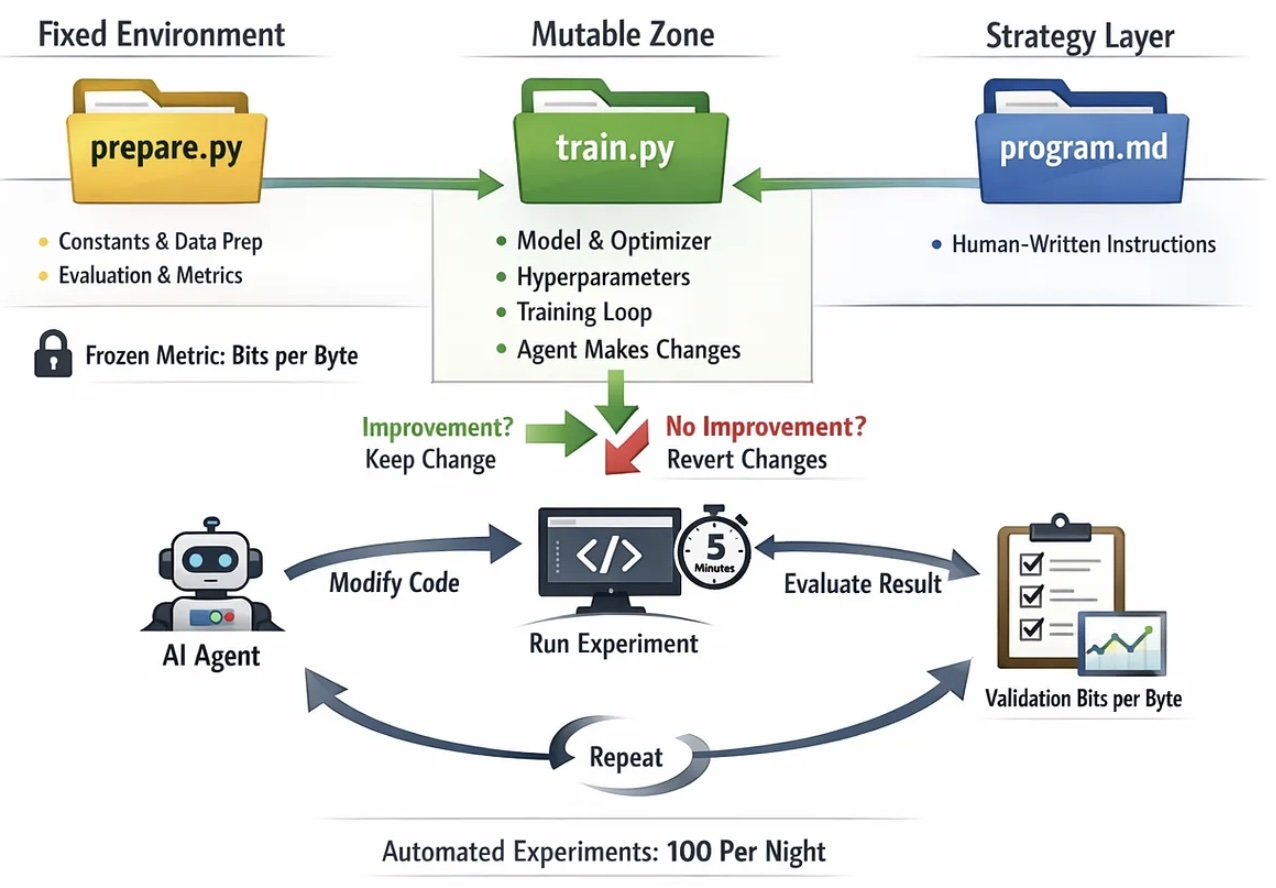 Fixed Environment
Mutable Zone
Strategy Layer
prepare.py
train.py
program.md
• Constants & Data Prep
• Evaluation & Metrics
• Model & Optimizer
• Hyperparameters
• Training Loop
• Agent Makes Changes
• Human-Written Instructions
Frozen Metric: Bits per Byte
Improvement?
Keep Change
No Improvement?
Revert Changes
AI Agent
Modify Code
</>
5
Minutes
Run Experiment
Evaluate Result
Validation Bits per Byte
Repeat
Automated Experiments: 100 Per Night